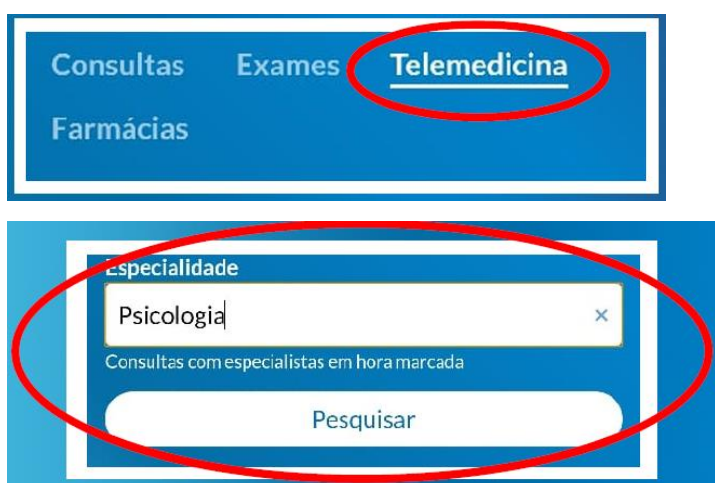 Consultas Exames Telemedicina
Farmácias
Especialidade
Psicologia ×
Consultas com especialistas em hora marcada
Pesquisar